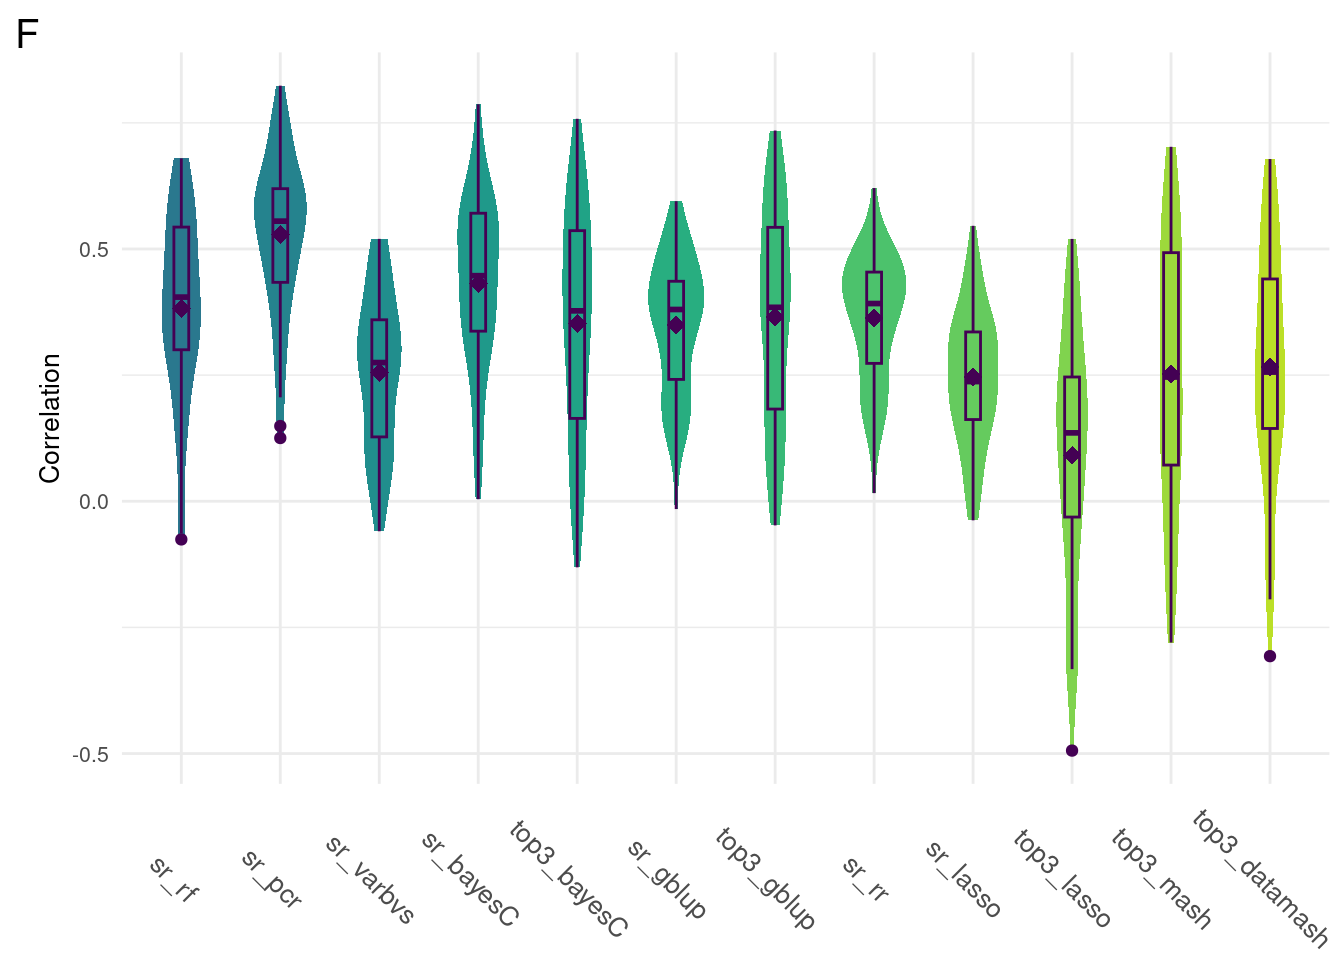 F
Correlation
0.5
0.0
-0.5
sr_rf
sr_pcr
sr_varbvs
sr_bayesC
top3_bayesC
sr_gblup
top3_gblup
sr_rr
sr_lasso
top3_lasso
top3_mash
top3_datamash